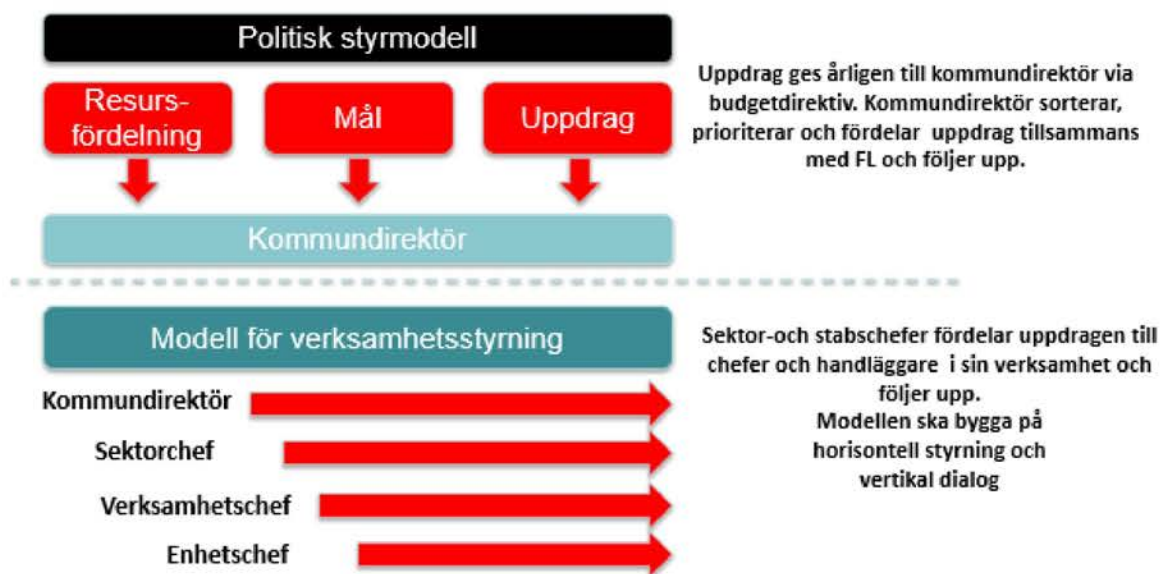 Politisk styrmodell
Resurs-
fördelning
Mål
Uppdrag
Kommundirektör
Uppdrag ges årligen till kommundirektör via
budgetdirektiv. Kommundirektör sorterar,
prioriterar och fördelar uppdrag tillsammans
med FL och följer upp.
Modell för verksamhetsstyrning
Kommundirektör
Sektorchef
Verksamhetschef
Enhetschef
Sektor-och stabschefer fördelar uppdragen till
chefer och handläggare i sin verksamhet och
följer upp.
Modellen ska bygga på
horisontell styrning och
vertikal dialog